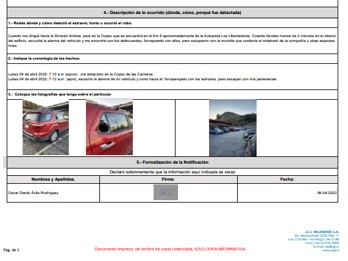 4.- Descripción de lo ocurrido (dónde, cómo, porqué fue detectada)
1.- Relate dónde y cómo detectó el extravío, hurto u ocurrió el robo:
Cuando me dirigía hacia la División Andina, paré en la Copec que se encuentra en el Km 6 aproximadamente de la Autopista Los Libertadores. Cuando llevaba menos de 2 minutos en el interior
del edificio, escuché la alarma del vehículo y me encontré con los delincuentes, forcejeando con ellos, pero escaparon con la mochila que contenía el notebook de la compañía y otras especies
mías.
2.- Indique la cronología de los hechos:
Lunes 04 de abril 2022, 7:10 a.m (aprox). me estaciono en la Copec de las Canteras
Lunes 04 de abril 2022, 7:12 a.m. (aprox), escucho la alarma de mi vehículo y corro hacia él, forcejeando con los ladrones, pero escapan con mis pertenencias
3.- Coloque las fotografías que tenga sobre el particular
5.- Formalización de la Notificación
Declaro solemnemente que la información aquí indicada es veraz
Nombres y Apellidos. Firma: Fecha:
Oscar Danilo Ávila Rodríguez 06-04-2022
Pág. de 1
Documento impreso, sin timbre de copia controlada, SOLO COPIA INFORMATIVA